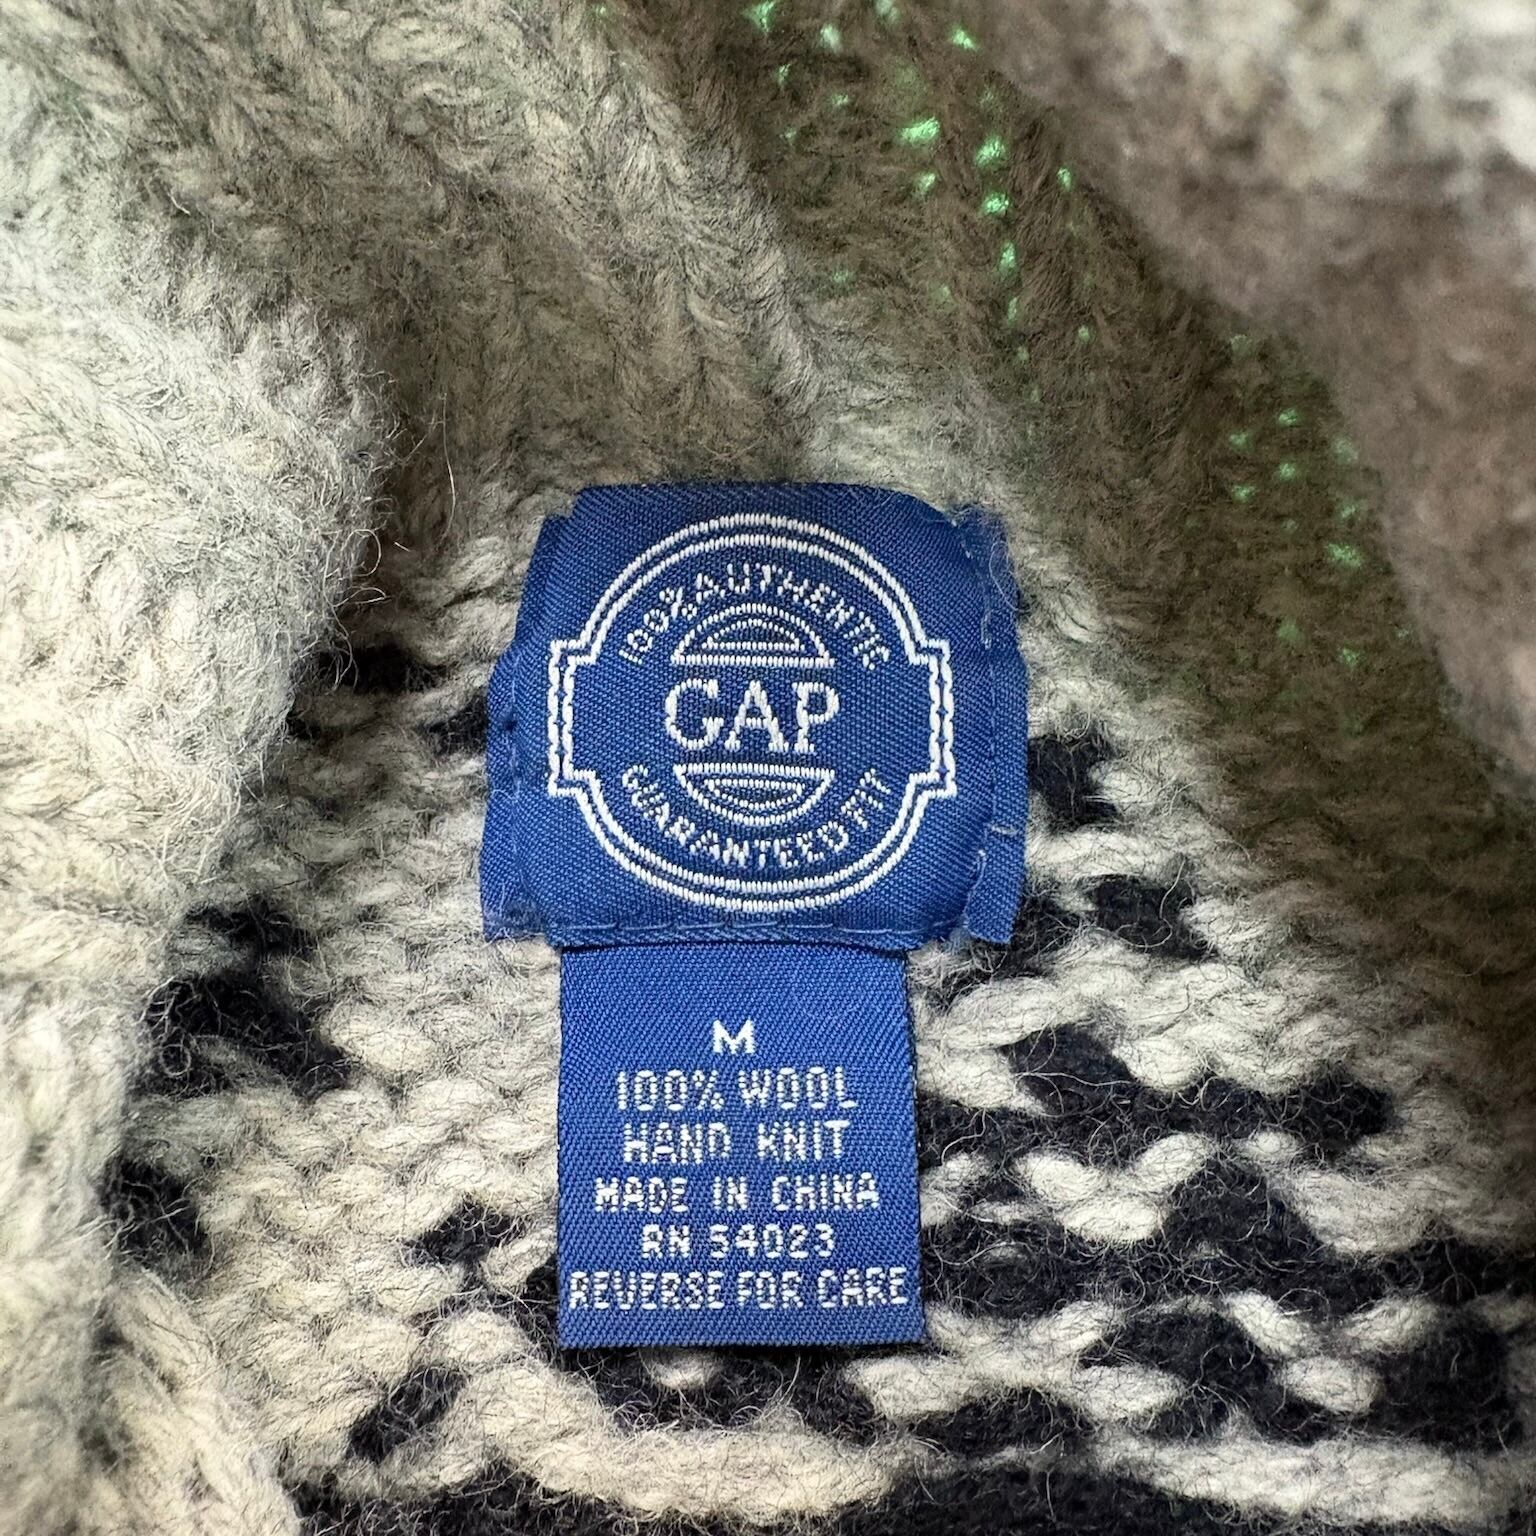 100% AUTHENTIC
GAP
GUARANTEED FIT
M
100% WOOL
HAND KNIT
MADE IN CHINA
RN 54023
REVERSE FOR CARE